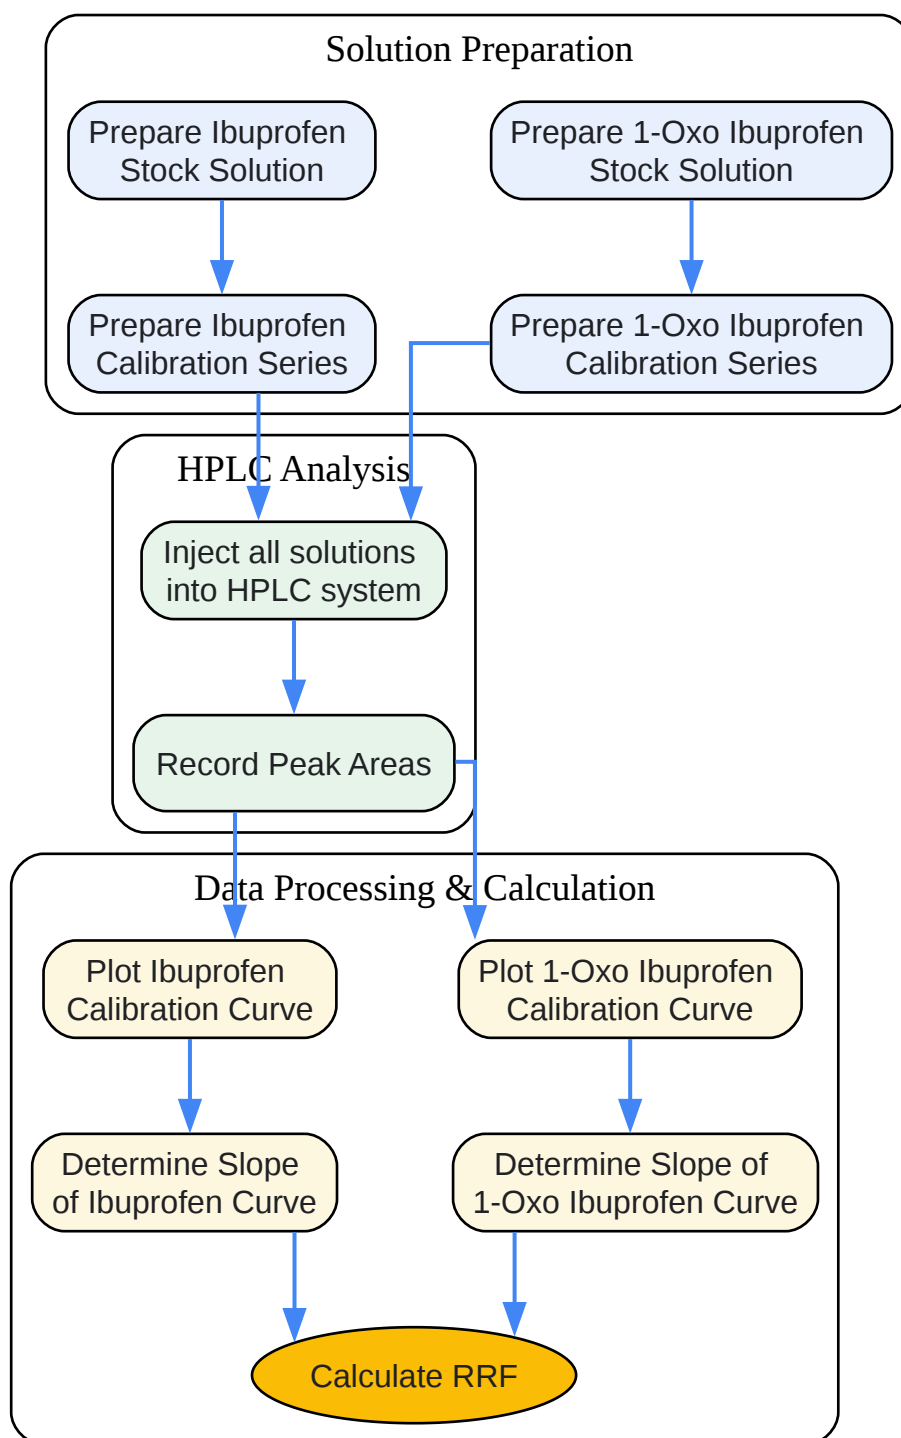 Solution Preparation
Prepare Ibuprofen
Stock Solution
Prepare 1-Oxo Ibuprofen
Stock Solution
Prepare Ibuprofen
Calibration Series
Prepare 1-Oxo Ibuprofen
Calibration Series
HPLC Analysis
Inject all solutions
into HPLC system
Record Peak Areas
Data Processing & Calculation
Plot Ibuprofen
Calibration Curve
Plot 1-Oxo Ibuprofen
Calibration Curve
Determine Slope
of Ibuprofen Curve
Determine Slope of
1-Oxo Ibuprofen Curve
Calculate RRF